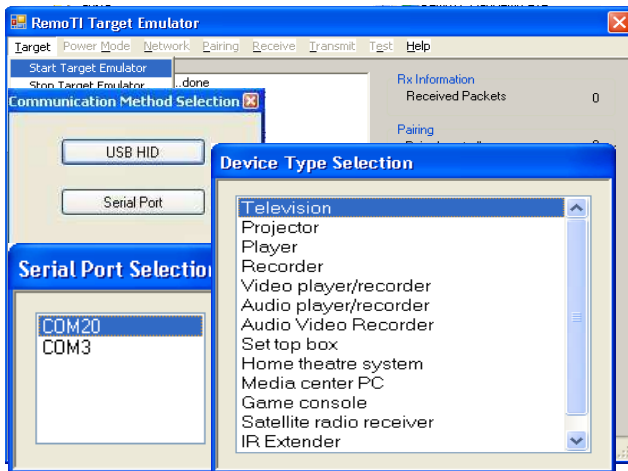 RemoTI Target Emulator
Target Power Mode Network Pairing Receive Transmit Test Help
Start Target Emulator
Stop Target Emulator ..done
Rx Information
Received Packets 0
Pairing
Communication Method Selection
USB HID
Serial Port
Device Type Selection
Television
Projector
Player
Recorder
Video player/recorder
Audio player/recorder
Audio Video Recorder
Set top box
Home theatre system
Media center PC
Game console
Satellite radio receiver
IR Extender
Serial Port Selection
COM20
COM3